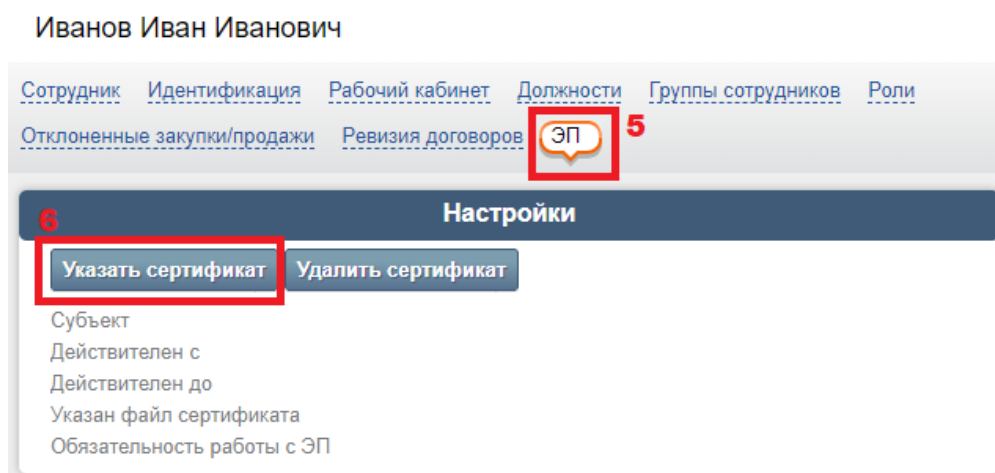 Иванов Иван Иванович
Сотрудник Идентификация Рабочий кабинет Должности Группы сотрудников Роли
Отклоненные закупки/продажи Ревизия договоров ЭП 5
6 Настройки
Указать сертификат Удалить сертификат
Субъект
Действителен с
Действителен до
Указан файл сертификата
Обязательность работы с ЭП